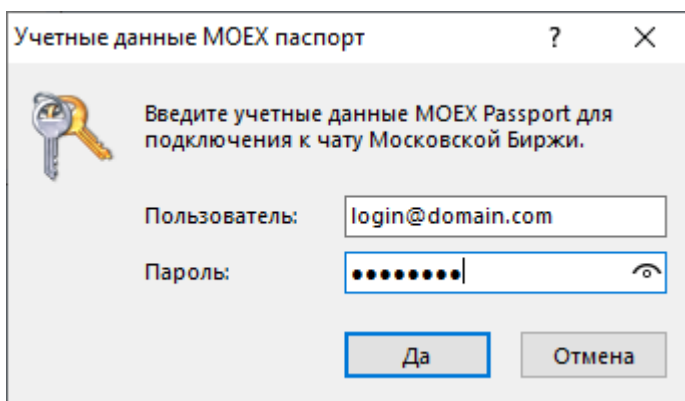 Учетные данные MOEX паспорт ? ×
Введите учетные данные MOEX Passport для
подключения к чату Московской Биржи.
Пользователь: login@domain.com
Пароль: ●●●●●●●●
Да Отмена